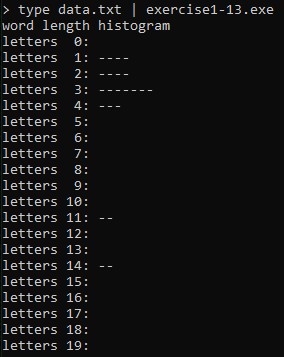 > type data.txt | exercise1-13.exe
word length histogram
letters  0:
letters  1: ----
letters  2: ----
letters  3: -------
letters  4: ---
letters  5:
letters  6:
letters  7:
letters  8:
letters  9:
letters 10:
letters 11: --
letters 12:
letters 13:
letters 14: --
letters 15:
letters 16:
letters 17:
letters 18:
letters 19: